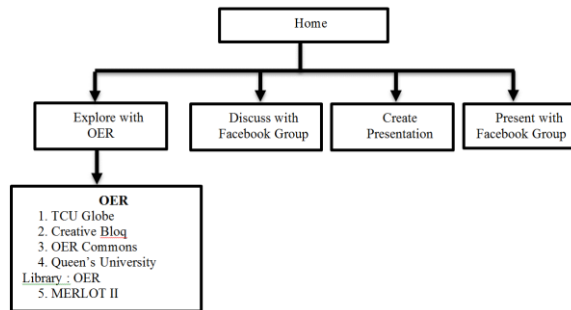 Home
Explore with
OER
Discuss with
Facebook Group
Create
Presentation
Present with
Facebook Group
OER
1. TCU Globe
2. Creative Bloq
3. OER Commons
4. Queen's University
Library : OER
5. MERLOT II